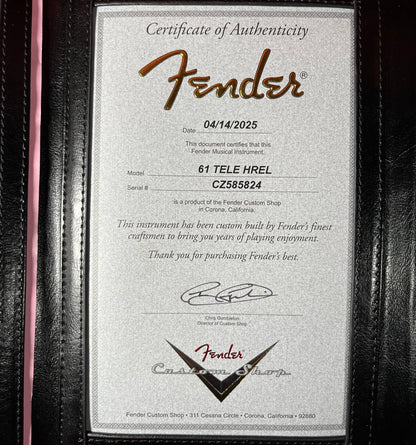 Certificate of Authenticity
Fender®
Date 04/14/2025
This document certifies that this
Fender Musical Instrument.
Model 61 TELE HREL
Serial # CZ585824
is a product of the Fender Custom Shop
in Corona, California.
This instrument has been custom built by Fender's finest
craftsmen to bring you years of playing enjoyment.
Thank you for purchasing Fender's best.
Chris Gumbleton
Director of Custom Shop
Fender
Custom Shop
Fender Custom Shop • 311 Cessna Circle • Corona, California • 92880